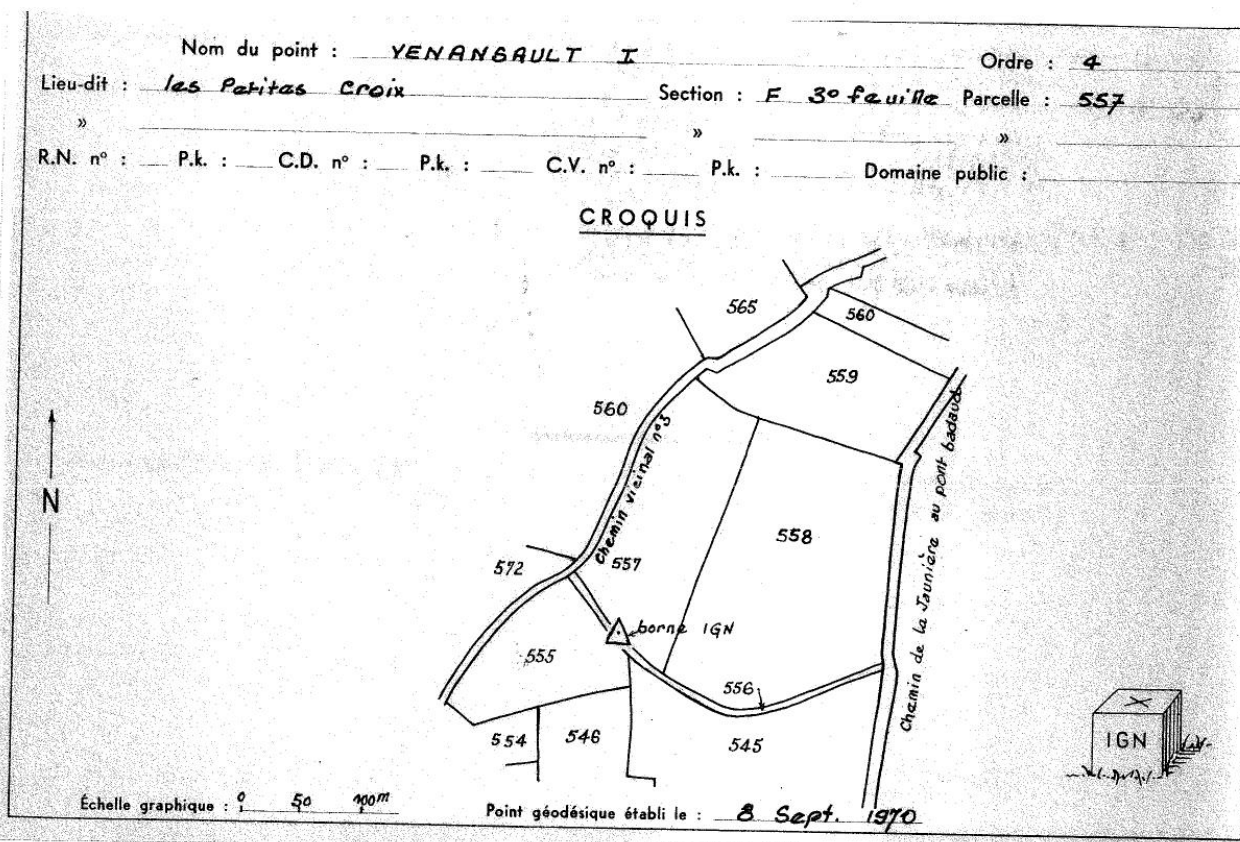 Nom du point : YENANSAULT I Ordre : 4
Lieu-dit : les Petites Croix Section : F 3° feuille Parcelle : 557
» » »
R.N. n° : P.k. : C.D. n° : P.k. : C.V. n° : P.k. : Domaine public :
CROQUIS
565
560
559
560
Chemin vicinal n°3
Chemin de la Jaunière au pont badaud
N
558
572
557
borne IGN
555
556
554
546
545
IGN
Échelle graphique : 0 50 100m Point géodésique établi le : 8 Sept. 1970